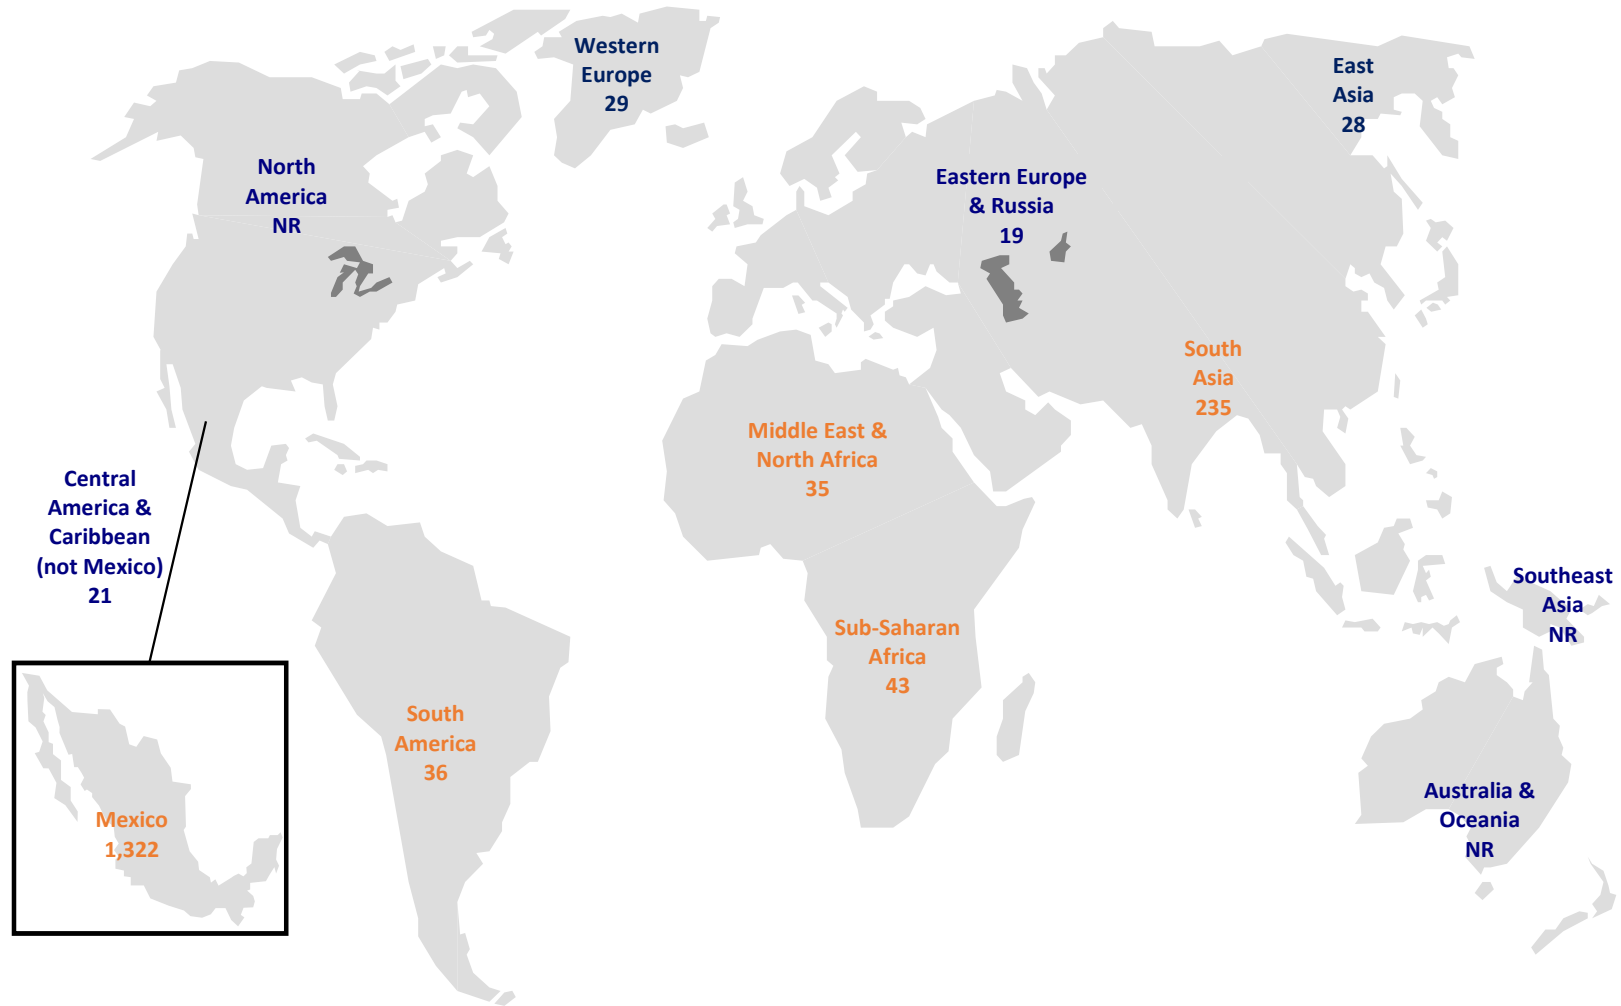 Western
Europe
29
East
Asia
28
North
America
NR
Eastern Europe
& Russia
19
South
Asia
235
Middle East &
North Africa
35
Central
America &
Caribbean
(not Mexico)
21
Southeast
Asia
NR
Sub-Saharan
Africa
43
South
America
36
Australia &
Oceania
NR
Mexico
1,322